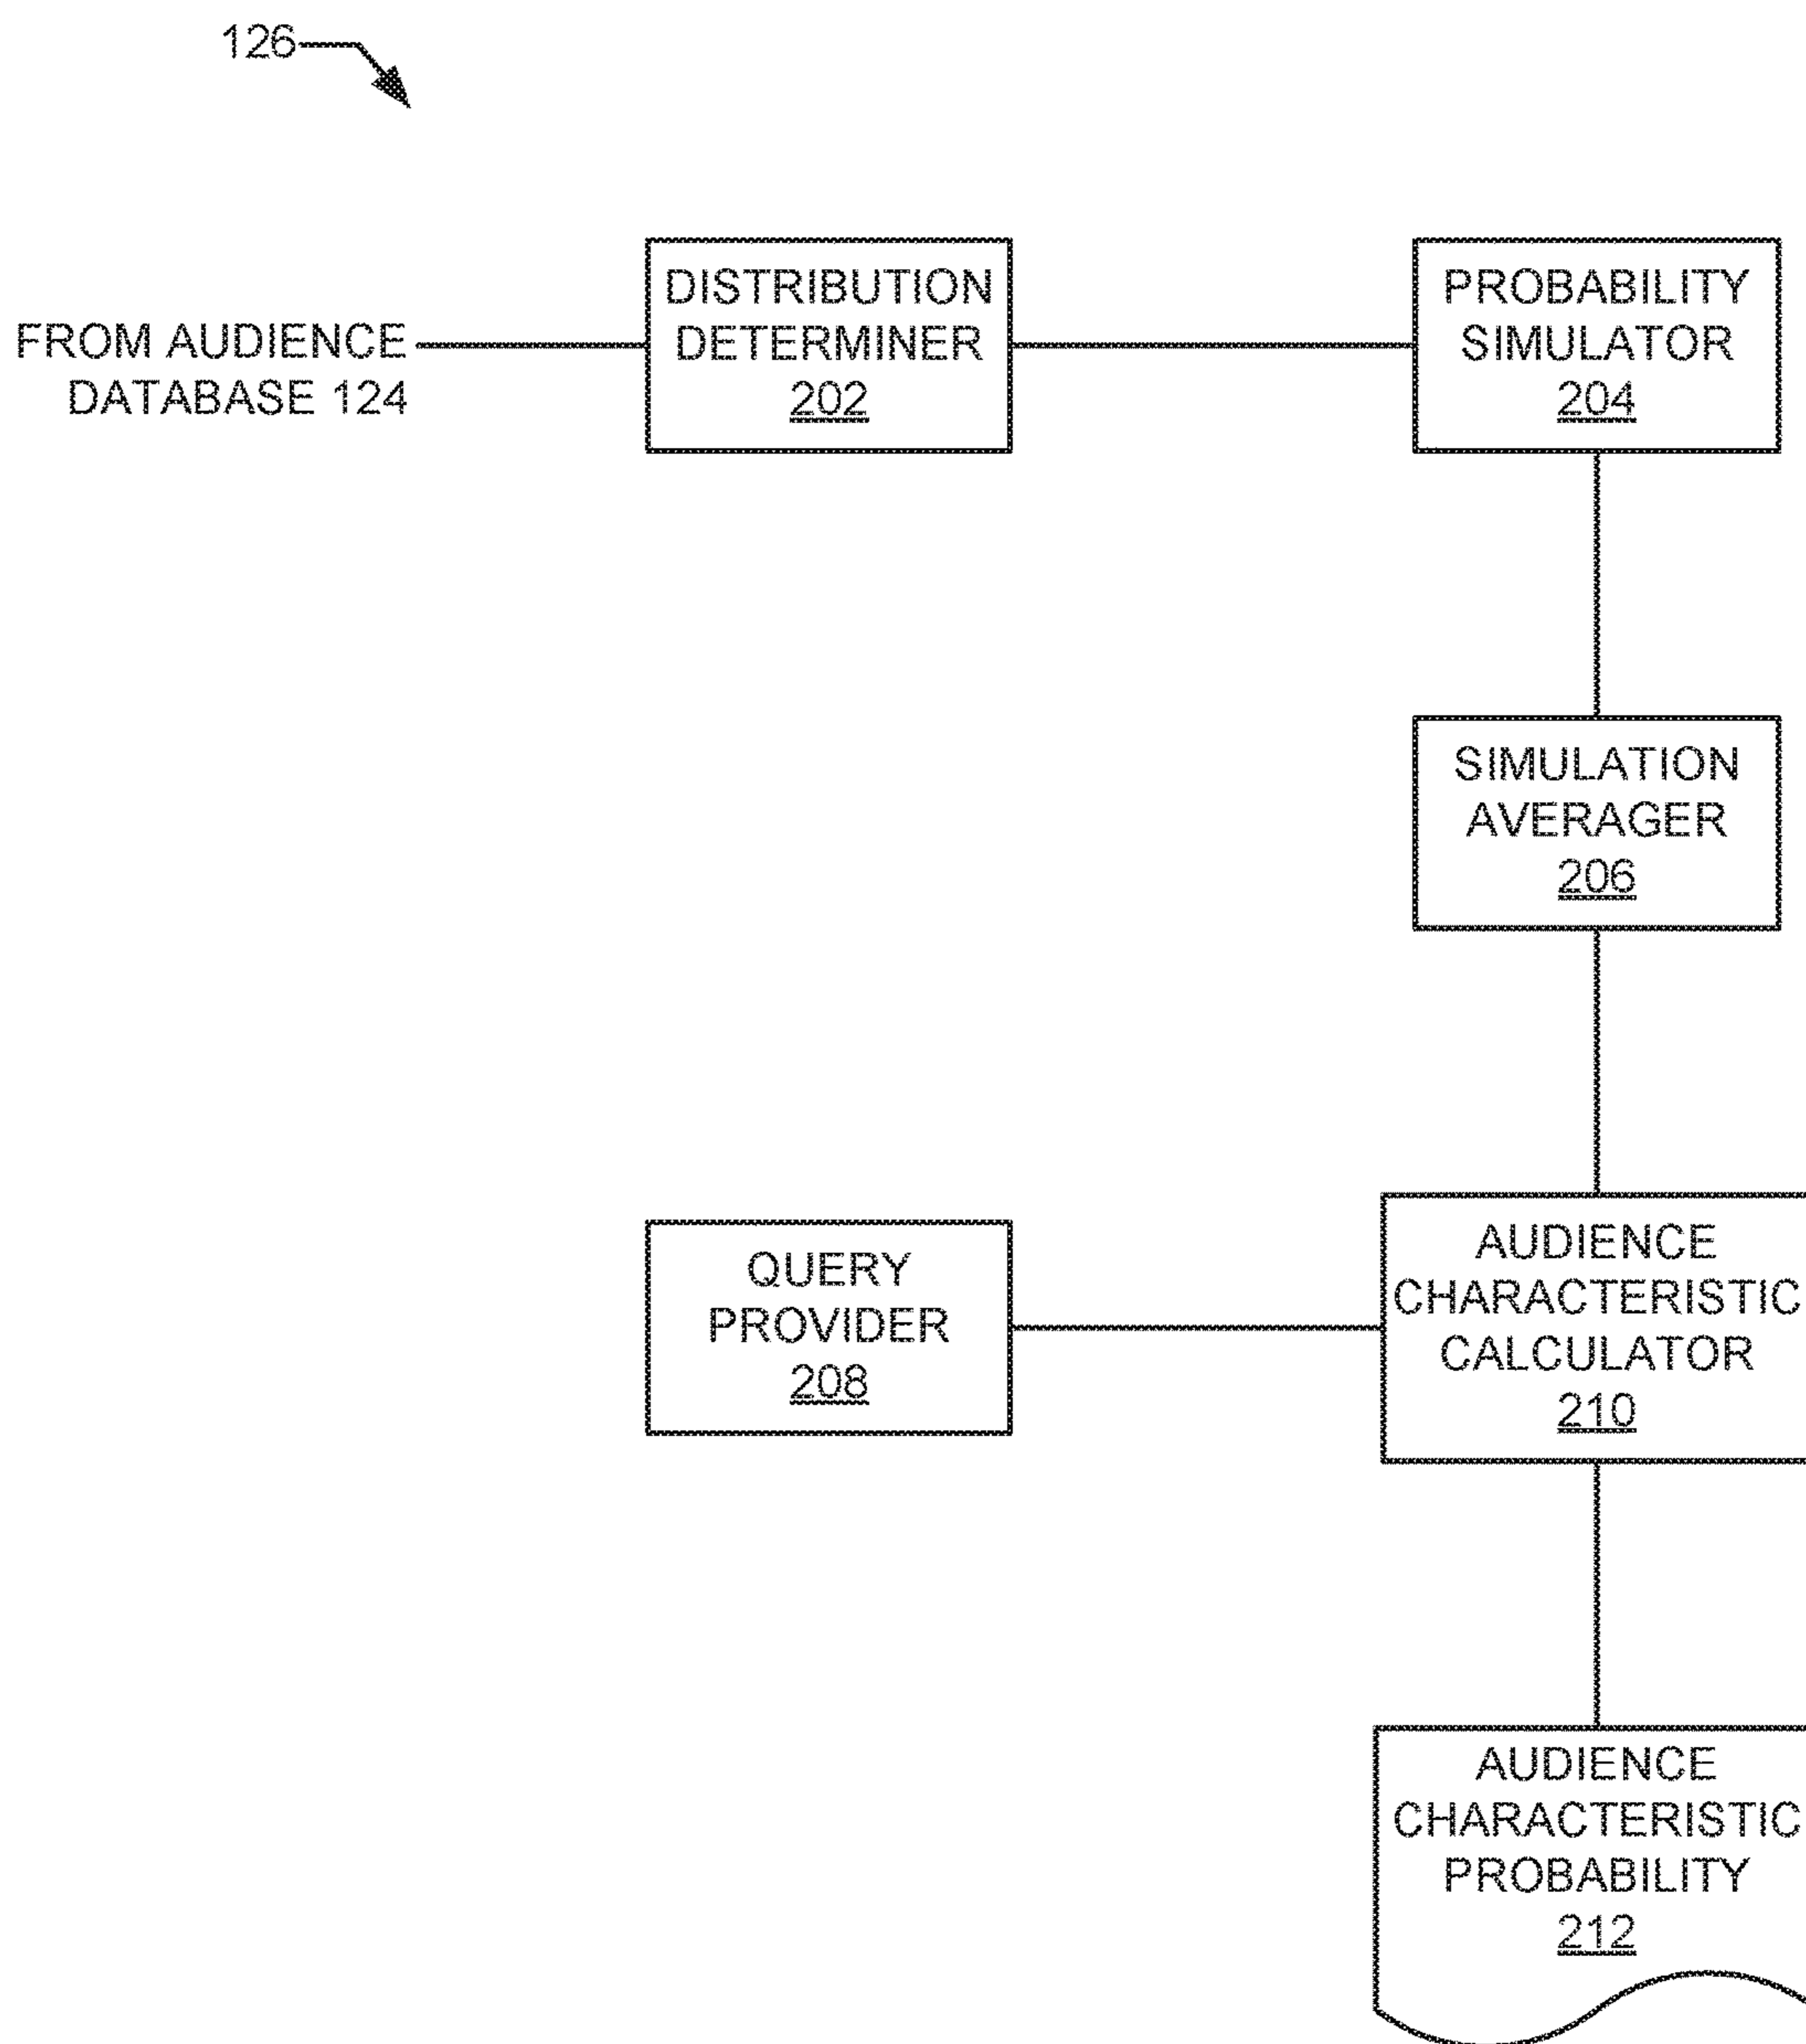 126
FROM AUDIENCE
DATABASE 124
DISTRIBUTION
DETERMINER
202
PROBABILITY
SIMULATOR
204
SIMULATION
AVERAGER
206
QUERY
PROVIDER
208
AUDIENCE
CHARACTERISTIC
CALCULATOR
210
AUDIENCE
CHARACTERISTIC
PROBABILITY
212